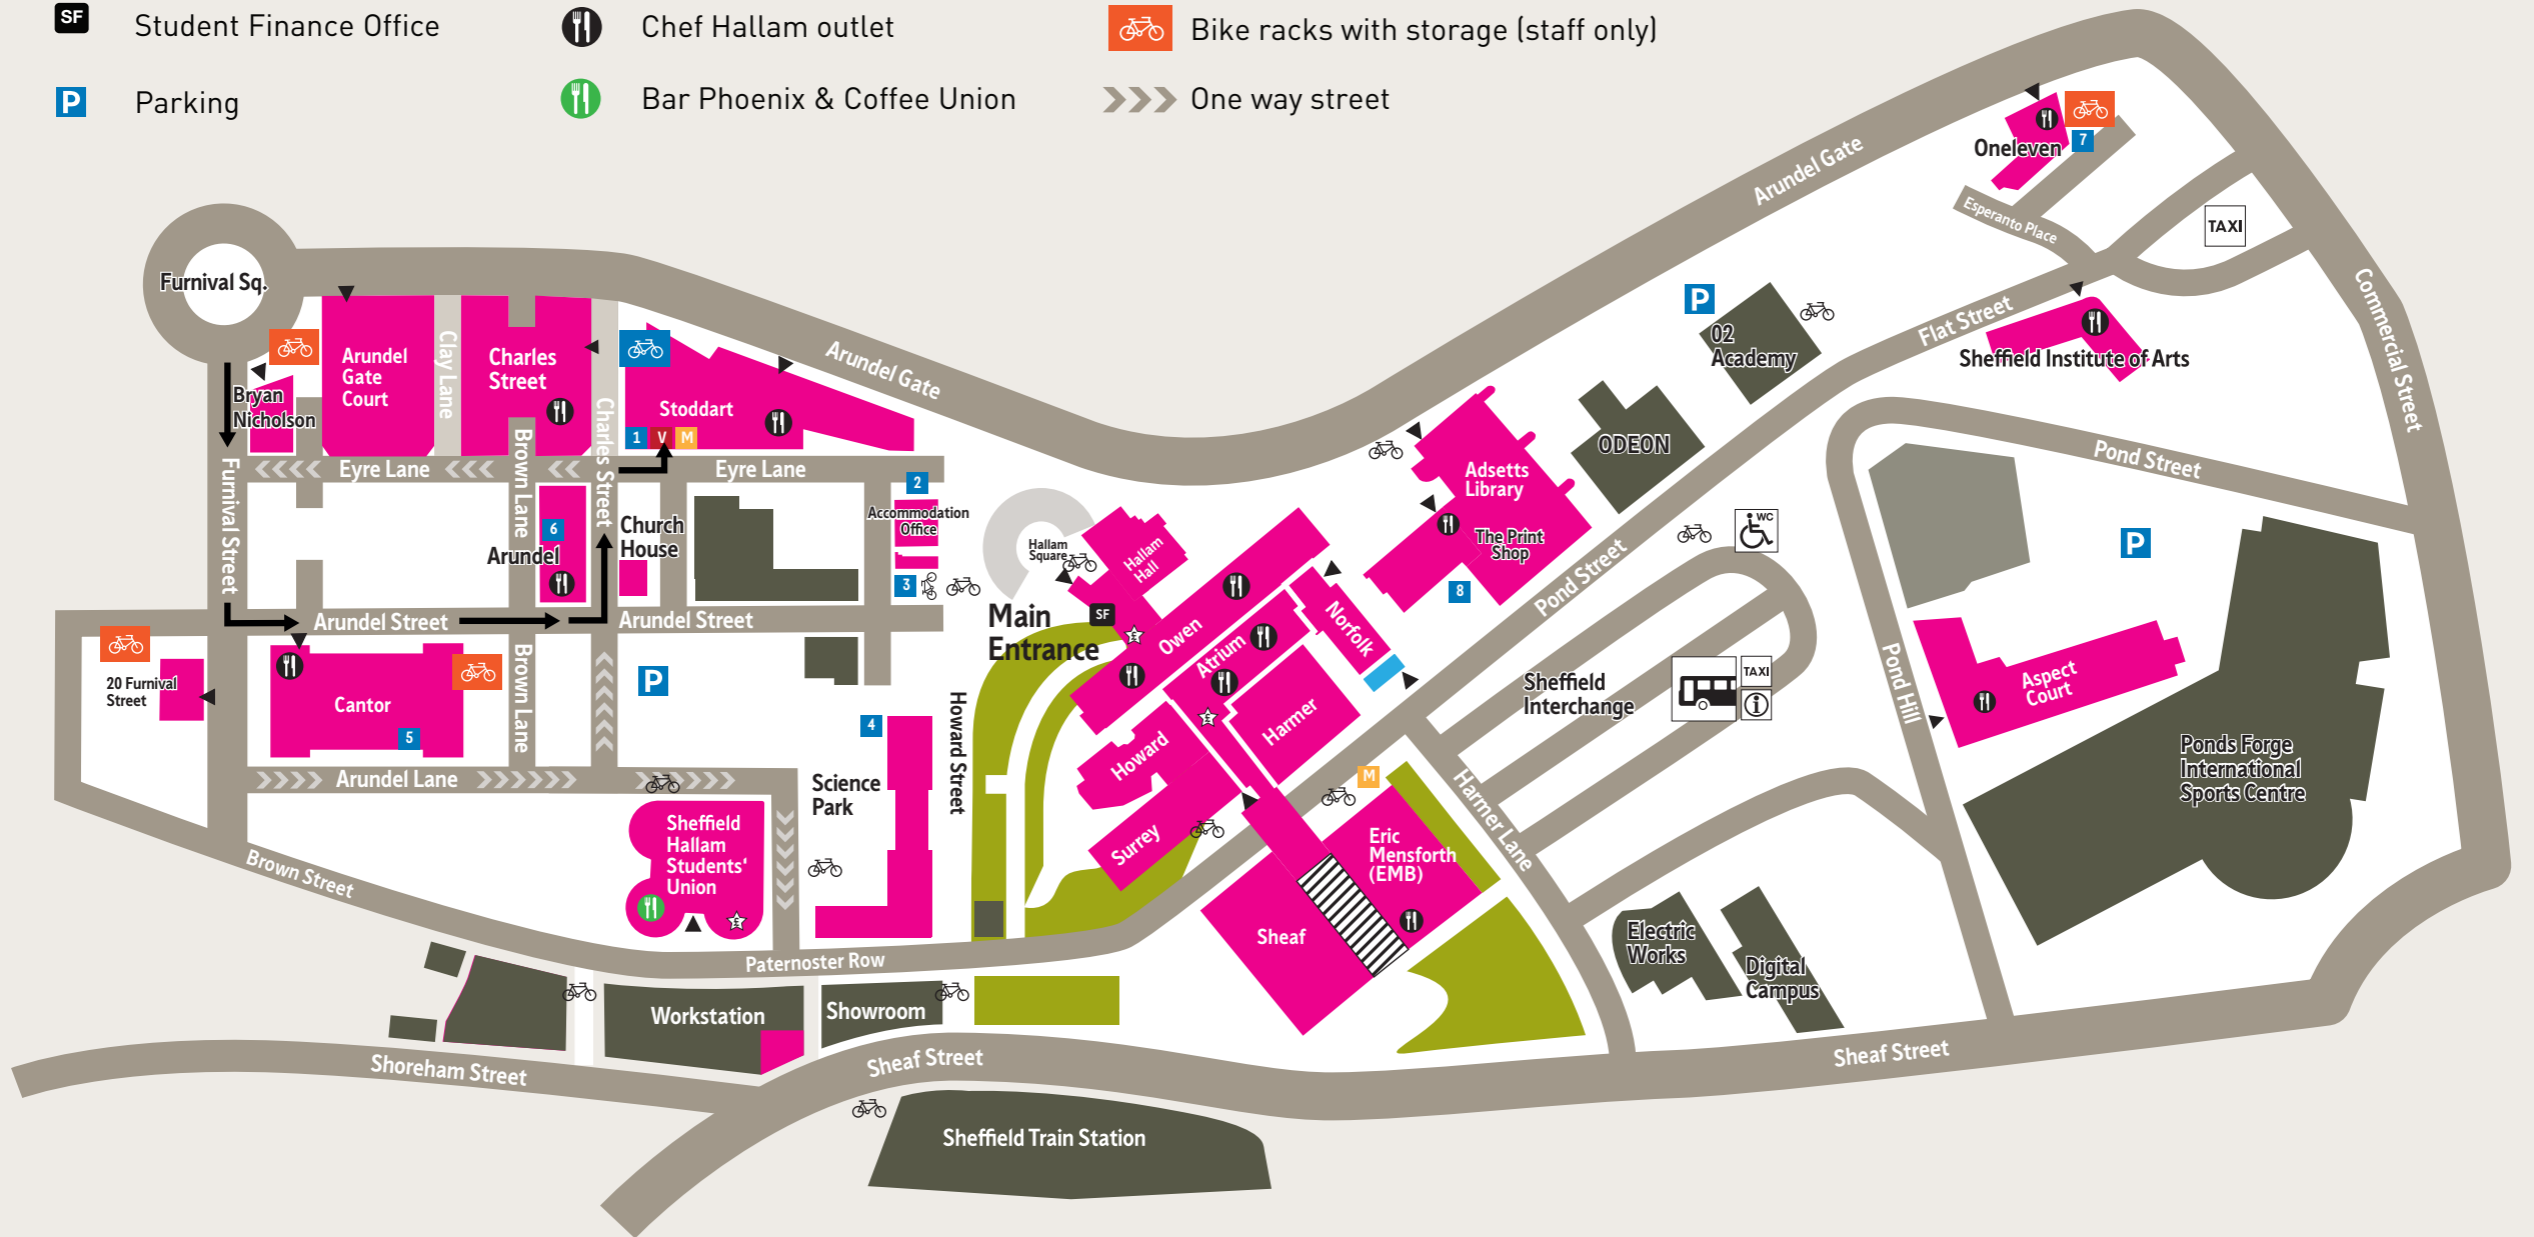 SF
Student Finance Office
Chef Hallam outlet
Bike racks with storage (staff only)
P
Parking
Bar Phoenix & Coffee Union
One way street
Arundel Gate
Oneleven
7
Esperanto Place
TAXI
Commercial Street
Furnival Sq.
Arundel
Gate
Court
Clay Lane
Charles
Street
Bryan
Nicholson
Stoddart
1
V
M
Arundel Gate
P
O2
Academy
Flat Street
Sheffield Institute of Arts
ODEON
Pond Street
Adsetts
Library
The Print
Shop
8
Eyre Lane
Eyre Lane
Brown Lane
Charles Street
Furnival Street
6
Arundel
Church
House
2
Accommodation
Office
3
Hallam
Square
Hallam
Hall
SF
Main
Entrance
Owen
Atrium
Norfolk
Harmer
Howard
Surrey
Pond Street
WC
P
Arundel Street
Arundel Street
20 Furnival
Street
Cantor
5
Brown Lane
P
4
Science
Park
Howard Street
Sheffield
Interchange
TAXI
i
Pond Hill
Aspect
Court
Ponds Forge
International
Sports Centre
Arundel Lane
Sheffield
Hallam
Students'
Union
M
Eric
Mensforth
(EMB)
Harmer Lane
Sheaf
Electric
Works
Digital
Campus
Brown Street
Paternoster Row
Workstation
Showroom
Shoreham Street
Sheaf Street
Sheaf Street
Sheffield Train Station